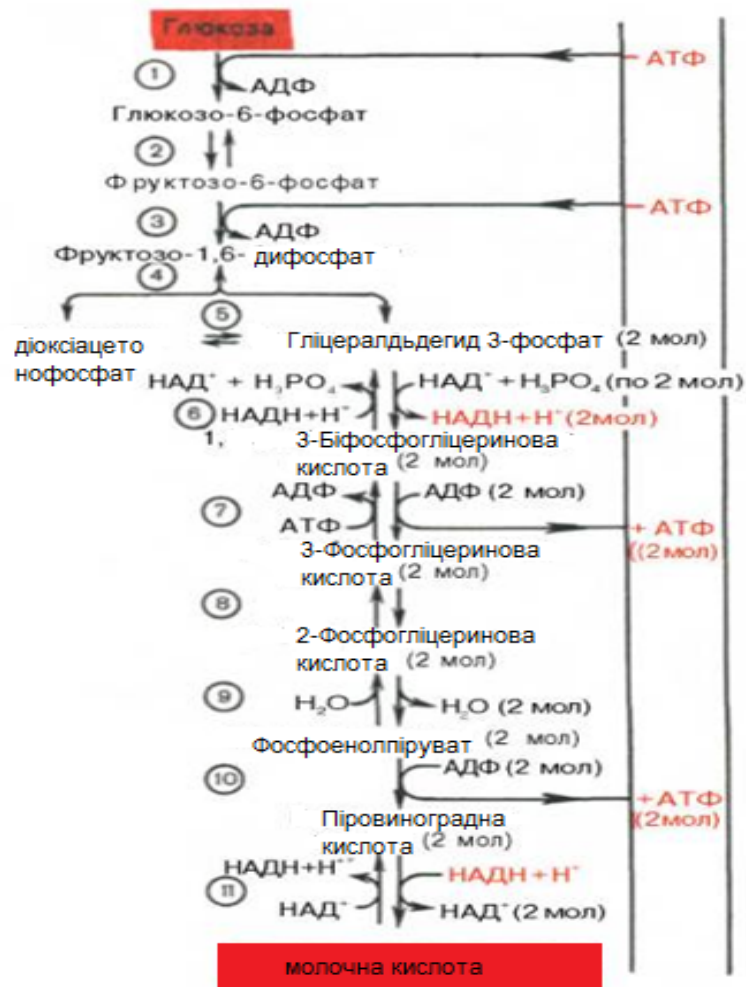 Глюкоза
1 АДФ - АТФ
Глюкозо-6-фосфат
2
Фруктозо-6-фосфат
3 АДФ - АТФ
Фруктозо-1,6- дифосфат
4
5
діоксіацето
нофосфат
Гліцералдьдегид 3-фосфат (2 мол)
НАД⁺ + H₃PO₄ НАД⁺ + H₃PO₄ (по 2 мол)
6 НАДН+Н⁺ НАДН+Н⁺ (2мол)
1,
3-Біфосфогліцеринова
кислота (2 мол)
АДФ АДФ (2 мол)
7
АТФ + АТФ
((2мол)
3-Фосфогліцеринова
кислота (2 мол)
8
2-Фосфогліцеринова
кислота (2 мол)
9 H₂O H₂O (2 мол)
Фосфоенолпіруват (2 мол)
10 АДФ (2 мол)
+АТФ
((2мол)
Піровиноградна
кислота (2 мол)
НАДН+Н⁺⁺ НАДН+Н⁺
11 НАД⁺ НАД⁺ (2 мол)
молочна кислота